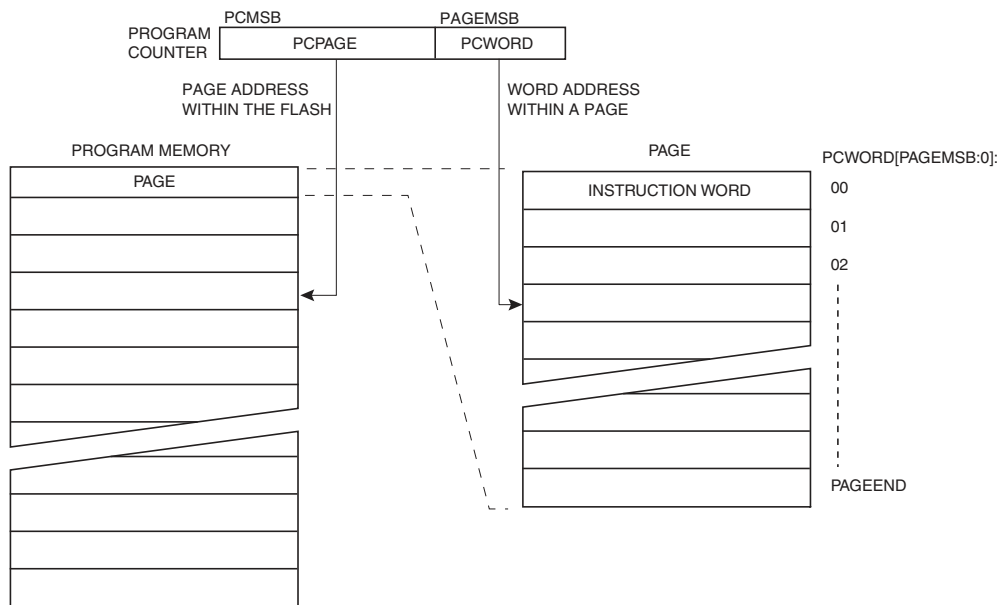 PCMSB
PAGEMSB
PROGRAM
COUNTER
PCPAGE
PCWORD
PAGE ADDRESS
WITHIN THE FLASH
WORD ADDRESS
WITHIN A PAGE
PROGRAM MEMORY
PAGE
PAGE
PCWORD[PAGEMSB:0]:
INSTRUCTION WORD
00
01
02
PAGEEND